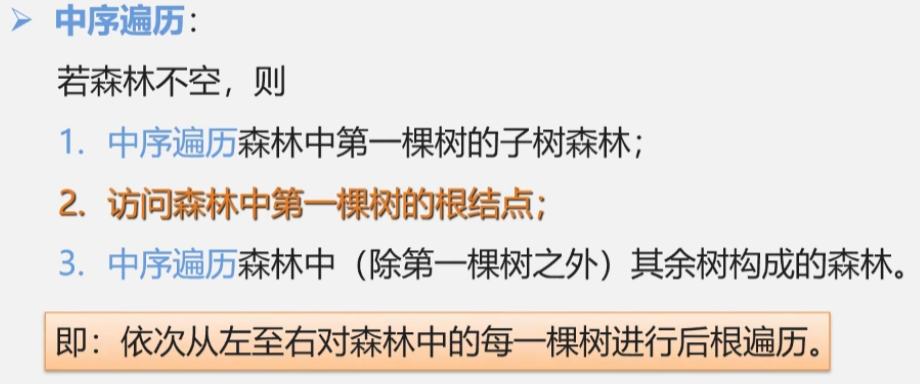 ➢ 中序遍历：
若森林不空，则
1. 中序遍历森林中第一棵树的子树森林；
2. 访问森林中第一棵树的根结点；
3. 中序遍历森林中（除第一棵树之外）其余树构成的森林。
即：依次从左至右对森林中的每一棵树进行后根遍历。